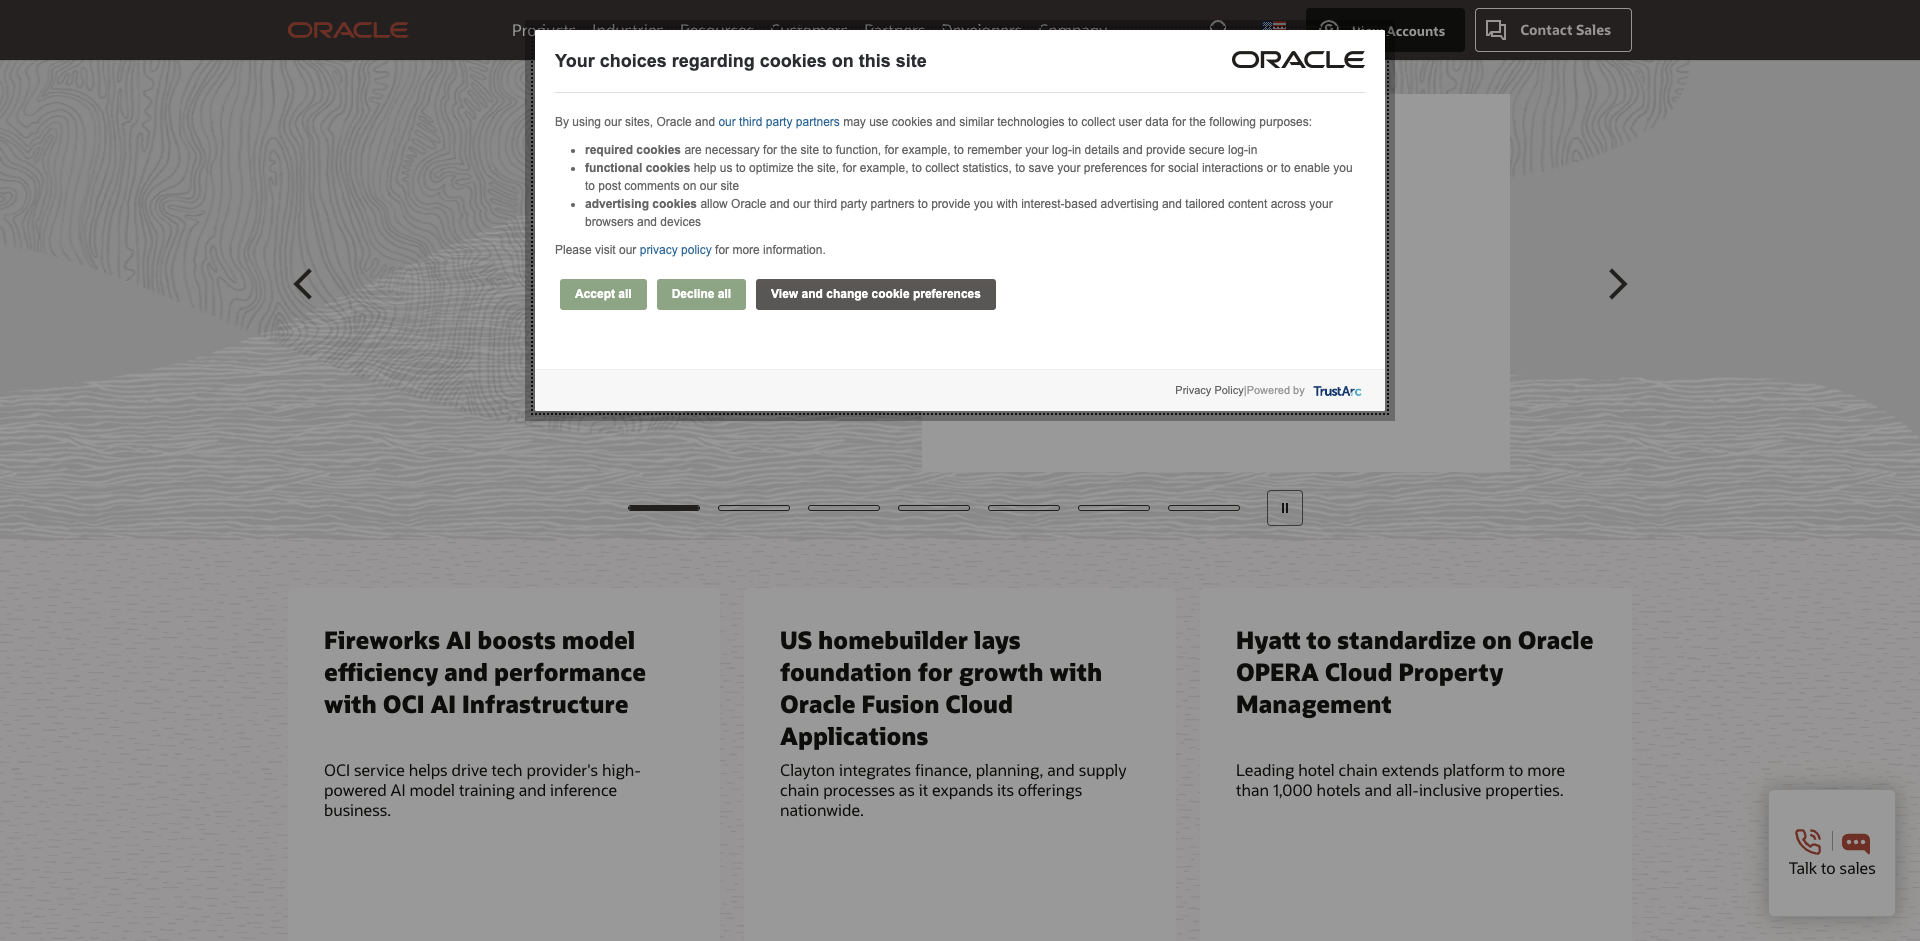 ORACLE
Products Industries Resources Customers Partners Developers Company
View Accounts
Contact Sales
Your choices regarding cookies on this site
ORACLE
By using our sites, Oracle and our third party partners may use cookies and similar technologies to collect user data for the following purposes:
• required cookies are necessary for the site to function, for example, to remember your log-in details and provide secure log-in
• functional cookies help us to optimize the site, for example, to collect statistics, to save your preferences for social interactions or to enable you
to post comments on our site
• advertising cookies allow Oracle and our third party partners to provide you with interest-based advertising and tailored content across your
browsers and devices
Please visit our privacy policy for more information.
Accept all
Decline all
View and change cookie preferences
Privacy Policy|Powered by TrustArc
Fireworks AI boosts model
efficiency and performance
with OCI AI Infrastructure
OCI service helps drive tech provider's high-
powered AI model training and inference
business.
US homebuilder lays
foundation for growth with
Oracle Fusion Cloud
Applications
Clayton integrates finance, planning, and supply
chain processes as it expands its offerings
nationwide.
Hyatt to standardize on Oracle
OPERA Cloud Property
Management
Leading hotel chain extends platform to more
than 1,000 hotels and all-inclusive properties.
Talk to sales